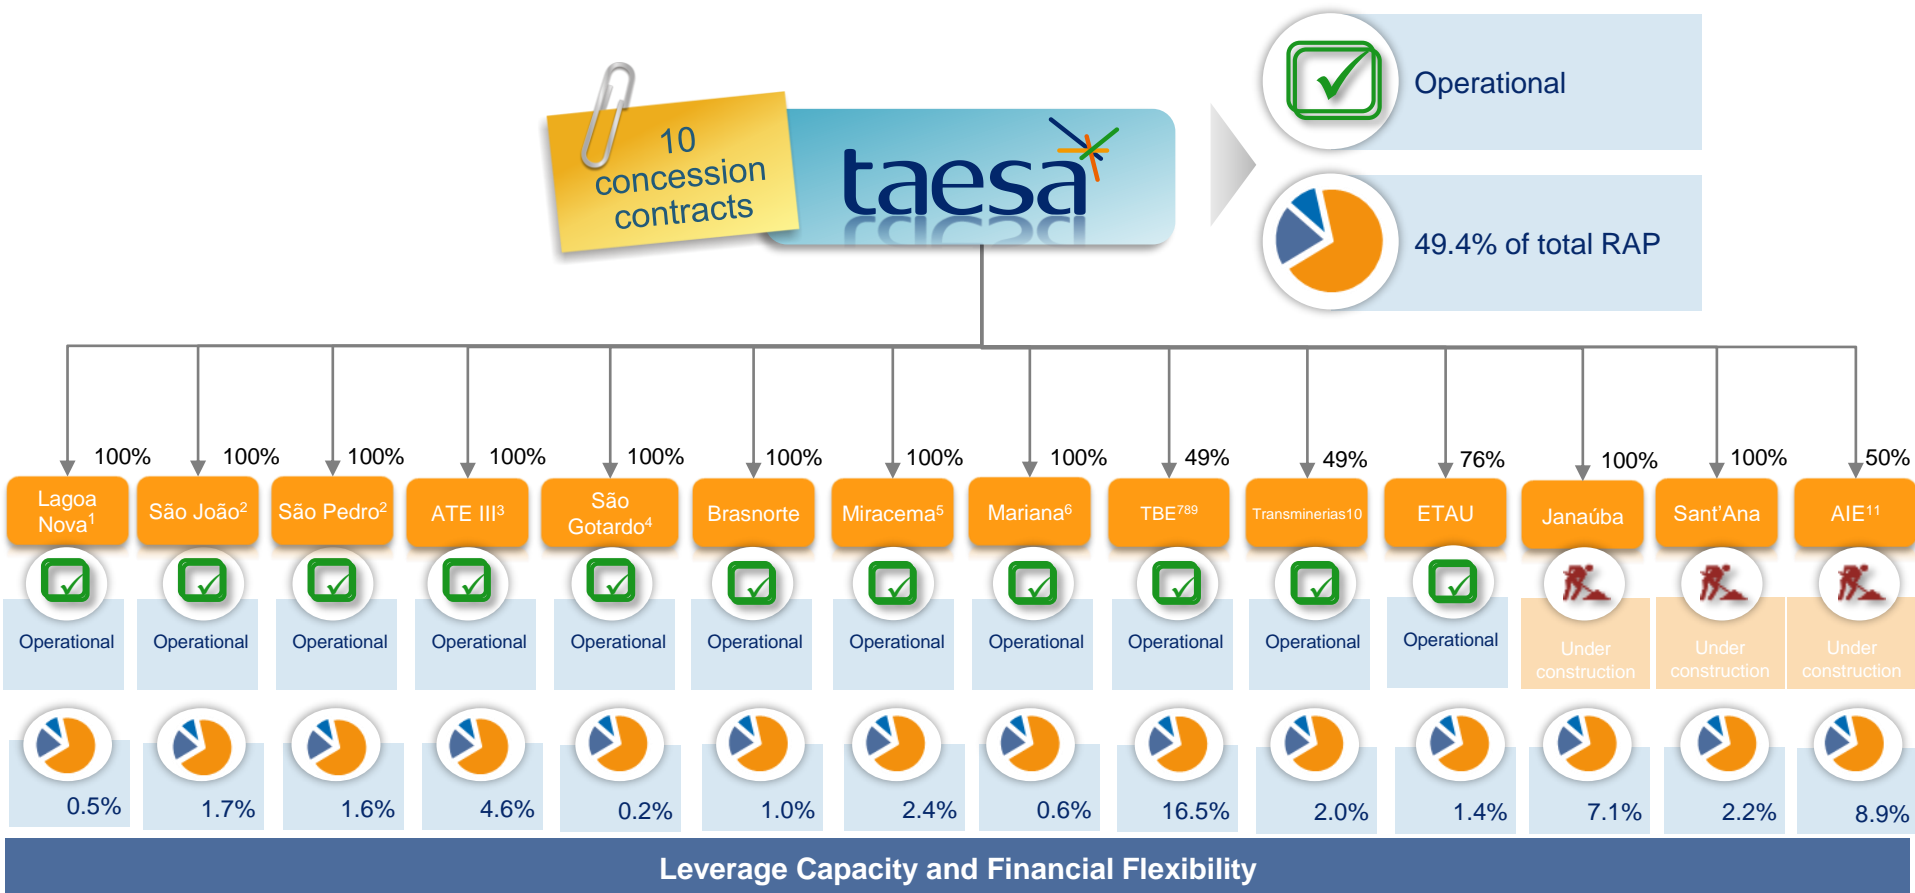 10
concession
contracts
taesa
Operational
49.4% of total RAP
100% 100% 100% 100% 100% 100% 100% 100% 49% 49% 76% 100% 100% 50%
Lagoa
Nova¹
São João²
São Pedro²
ATE III³
São
Gotardo⁴
Brasnorte
Miracema⁵
Mariana⁶
TBE⁷⁸⁹
Transminerias10
ETAU
Janaúba
Sant'Ana
AIE¹¹
Operational
Operational
Operational
Operational
Operational
Operational
Operational
Operational
Operational
Operational
Operational
Under
construction
Under
construction
Under
construction
0.5% 1.7% 1.6% 4.6% 0.2% 1.0% 2.4% 0.6% 16.5% 2.0% 1.4% 7.1% 2.2% 8.9%
Leverage Capacity and Financial Flexibility